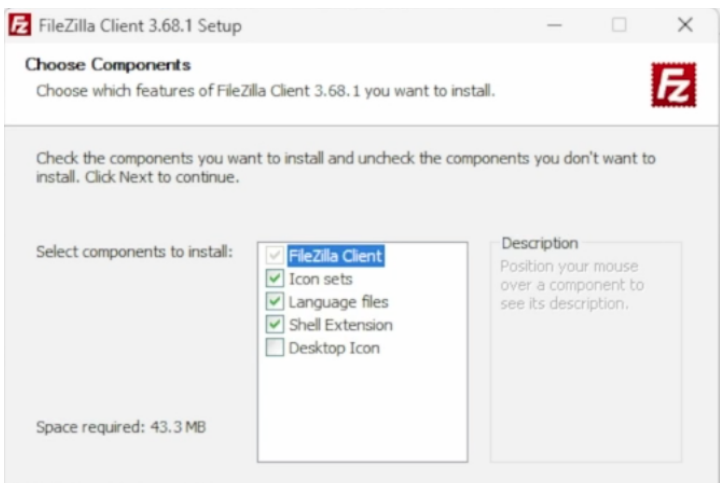 FileZilla Client 3.68.1 Setup
Choose Components
Choose which features of FileZilla Client 3.68.1 you want to install.
Fz
Check the components you want to install and uncheck the components you don't want to
install. Click Next to continue.
Select components to install:
FileZilla Client
Icon sets
Language files
Shell Extension
Desktop Icon
Description
Position your mouse
over a component to
see its description.
Space required: 43.3 MB